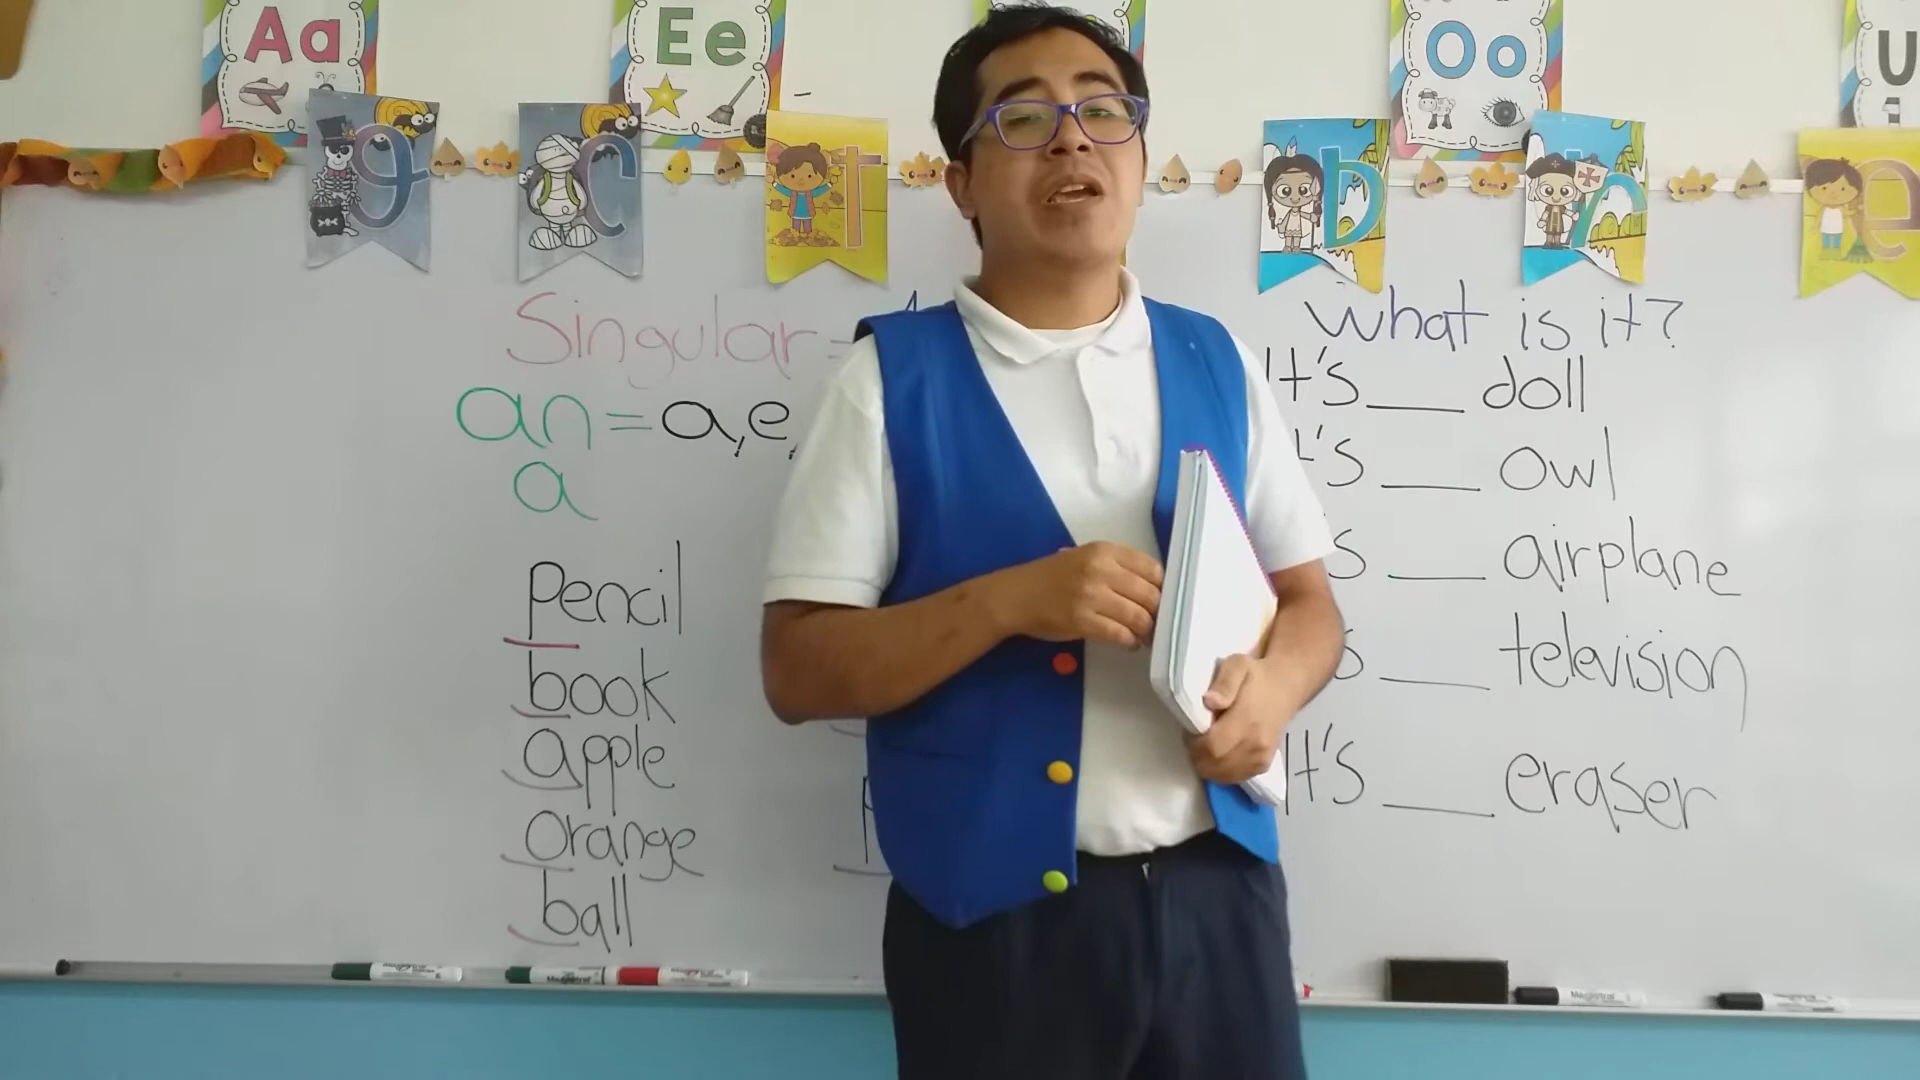 Aa
Ee
Oo
U
o c t b r e
Singular =
an = a, e,
a
pencil
book
apple
orange
ball
What is it?
It's ___ doll
It's ___ owl
's ___ airplane
's ___ television
It's ___ eraser